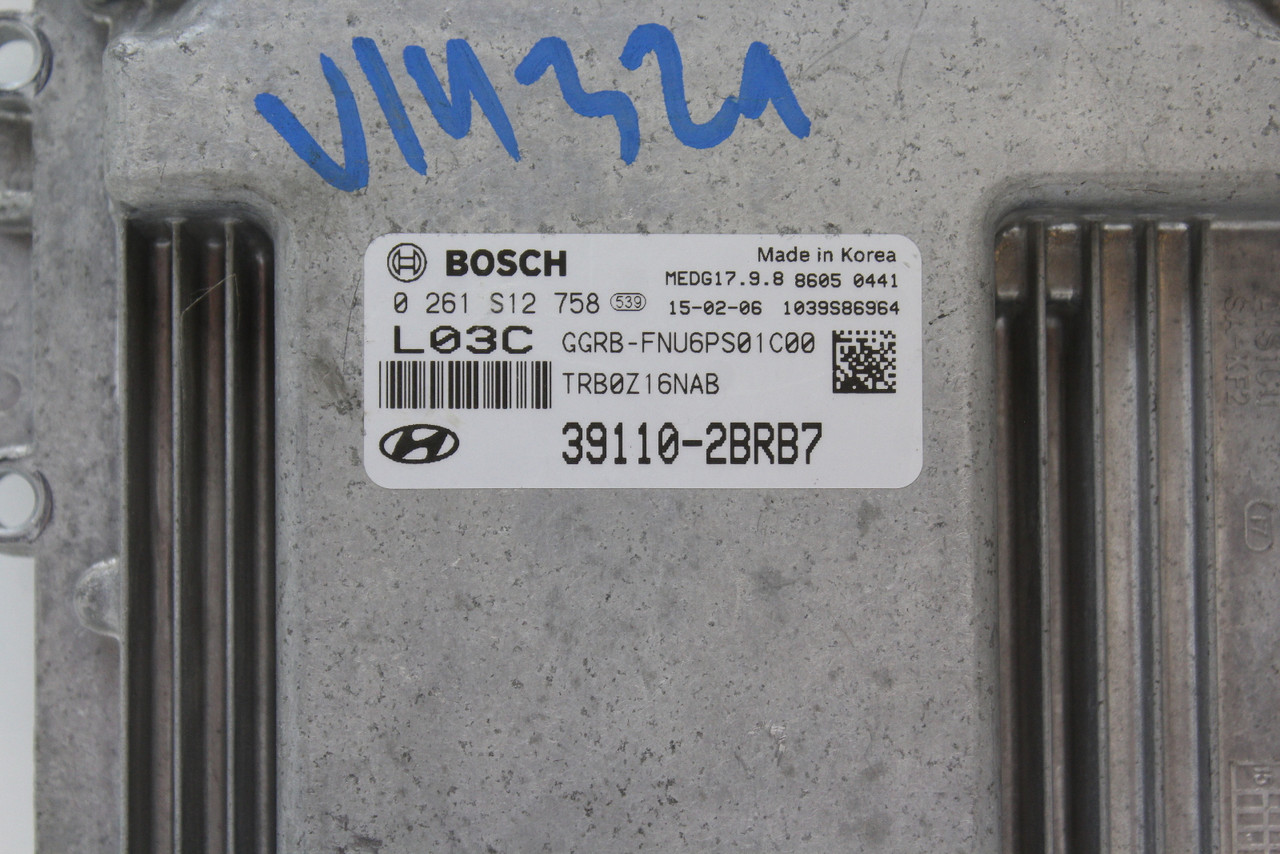 VIM321
BOSCH
Made in Korea
MEDG17.9.8 8605 0441
0 261 S12 758 539
15-02-06 1039S86964
L03C
GGRB-FNU6PS01C00
TRB0Z16NAB
39110-2BRB7